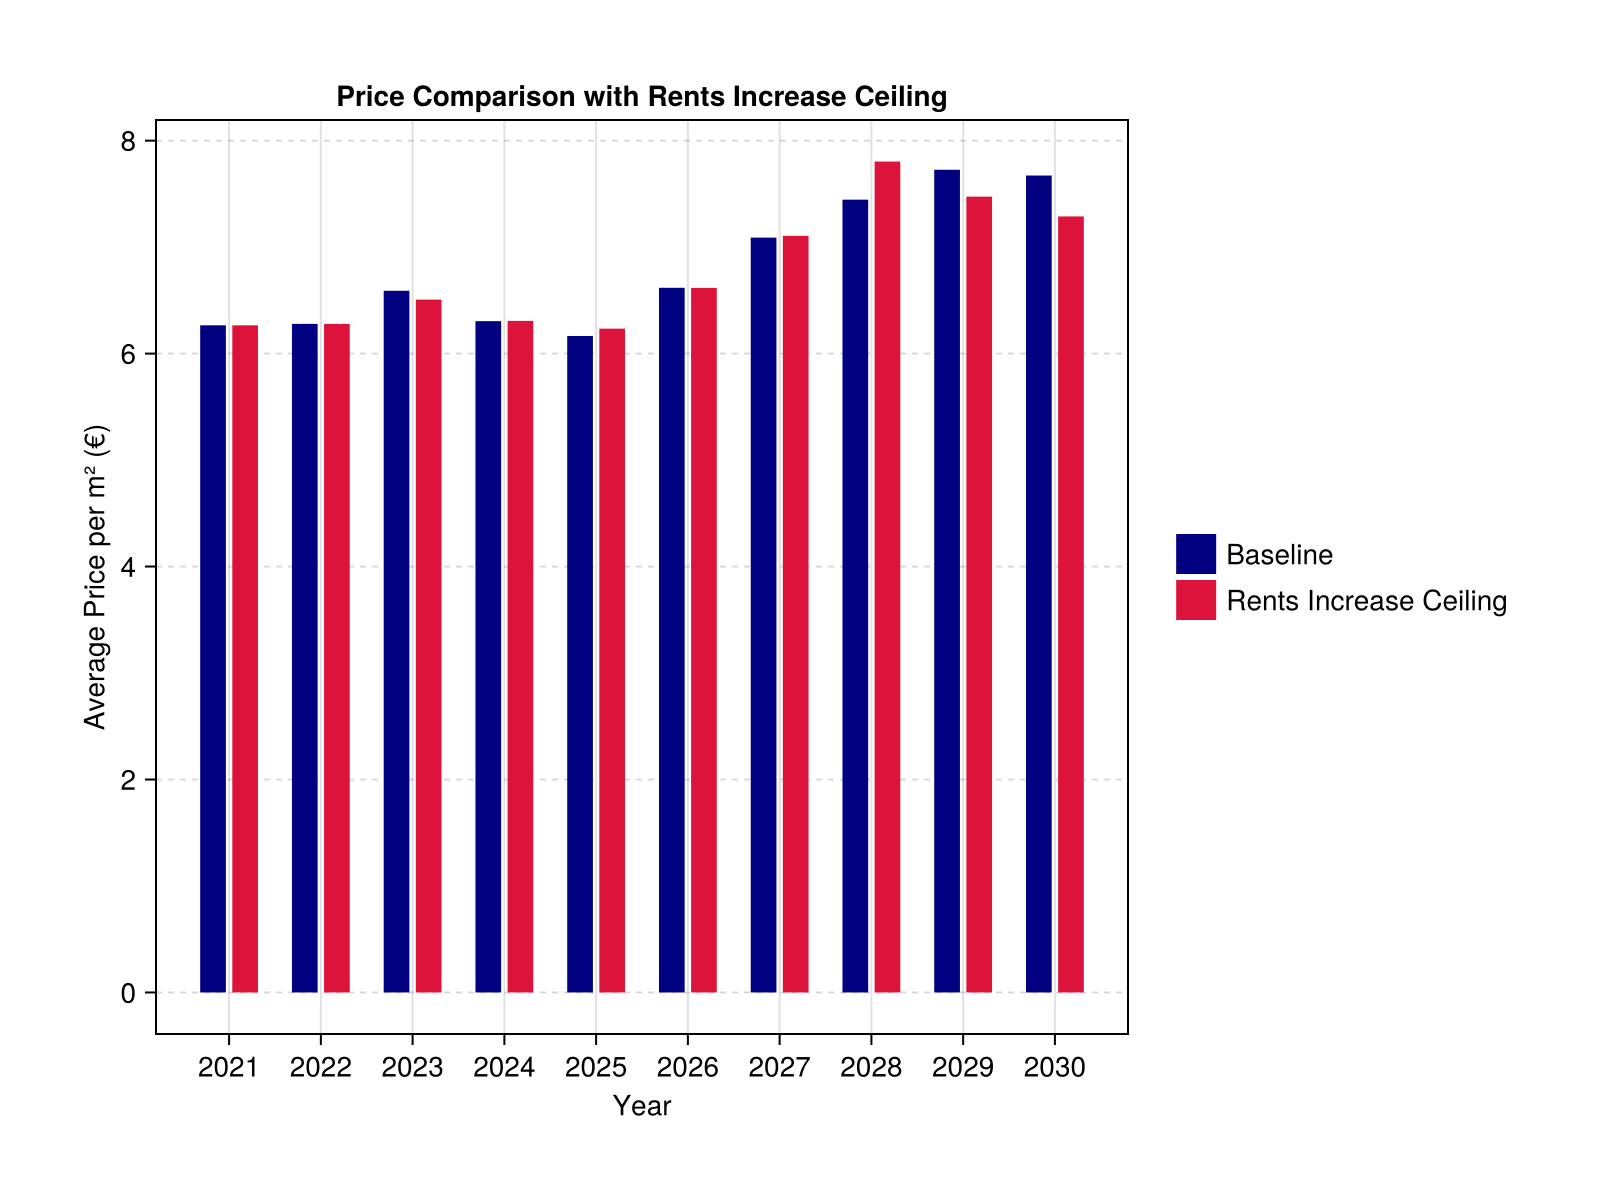 Price Comparison with Rents Increase Ceiling
8
6
4
2
0
Average Price per m² (€)
2021 2022 2023 2024 2025 2026 2027 2028 2029 2030
Year
Baseline
Rents Increase Ceiling